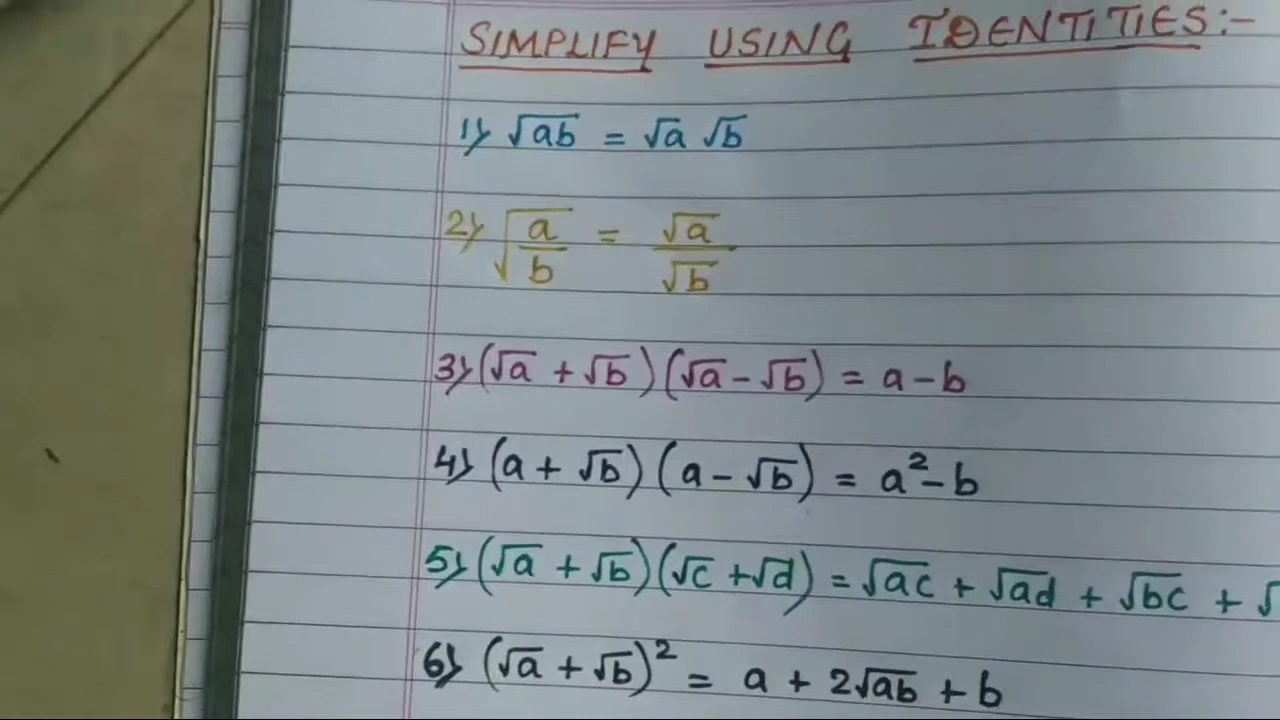 SIMPLIFY USING IDENTITIES:-
1) √ab = √a √b
2) √(a/b) = √a/√b
3) (√a + √b)(√a - √b) = a - b
4) (a + √b)(a - √b) = a² - b
5) (√a + √b)(√c + √d) = √ac + √ad + √bc + √
6) (√a + √b)² = a + 2√ab + b